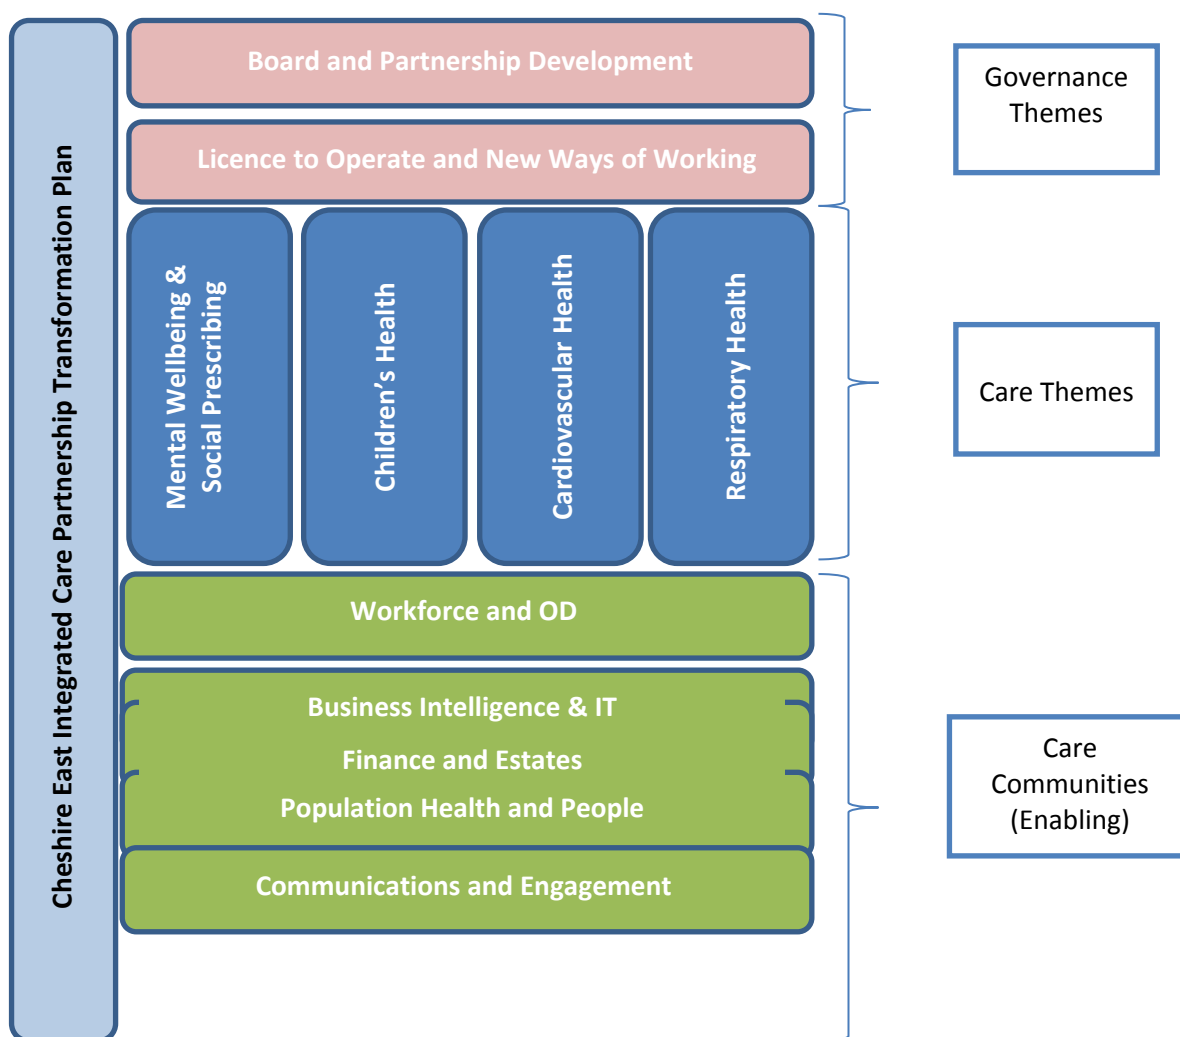 Cheshire East Integrated Care Partnership Transformation Plan
Board and Partnership Development
Licence to Operate and New Ways of Working
Governance
Themes
Mental Wellbeing &
Social Prescribing
Children’s Health
Cardiovascular Health
Respiratory Health
Care Themes
Workforce and OD
Business Intelligence & IT
Finance and Estates
Population Health and People
Communications and Engagement
Care
Communities
(Enabling)